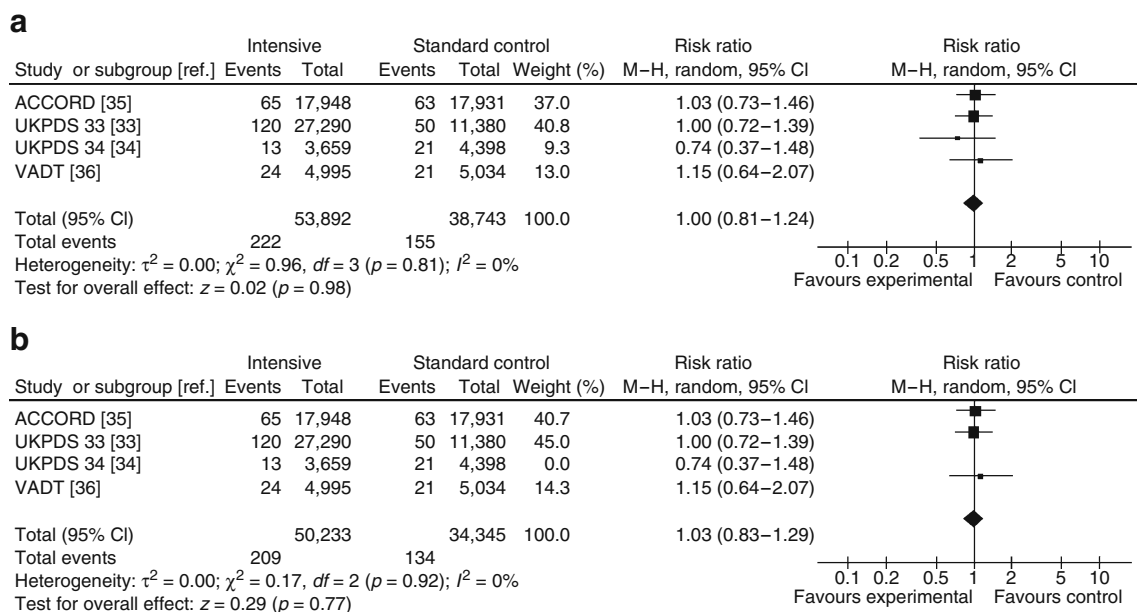 a
Intensive Standard control Risk ratio Risk ratio
Study or subgroup [ref.] Events Total Events Total Weight (%) M–H, random, 95% CI M–H, random, 95% CI
ACCORD [35] 65 17,948 63 17,931 37.0 1.03 (0.73–1.46)
UKPDS 33 [33] 120 27,290 50 11,380 40.8 1.00 (0.72–1.39)
UKPDS 34 [34] 13 3,659 21 4,398 9.3 0.74 (0.37–1.48)
VADT [36] 24 4,995 21 5,034 13.0 1.15 (0.64–2.07)
Total (95% CI) 53,892 38,743 100.0 1.00 (0.81–1.24)
Total events 222 155
Heterogeneity: τ² = 0.00; χ² = 0.96, df = 3 (p = 0.81); I² = 0%
Test for overall effect: z = 0.02 (p = 0.98)
0.1 0.2 0.5 1 2 5 10
Favours experimental Favours control
b
Intensive Standard control Risk ratio Risk ratio
Study or subgroup [ref.] Events Total Events Total Weight (%) M–H, random, 95% CI M–H, random, 95% CI
ACCORD [35] 65 17,948 63 17,931 40.7 1.03 (0.73–1.46)
UKPDS 33 [33] 120 27,290 50 11,380 45.0 1.00 (0.72–1.39)
UKPDS 34 [34] 13 3,659 21 4,398 0.0 0.74 (0.37–1.48)
VADT [36] 24 4,995 21 5,034 14.3 1.15 (0.64–2.07)
Total (95% CI) 50,233 34,345 100.0 1.03 (0.83–1.29)
Total events 209 134
Heterogeneity: τ² = 0.00; χ² = 0.17, df = 2 (p = 0.92); I² = 0%
Test for overall effect: z = 0.29 (p = 0.77)
0.1 0.2 0.5 1 2 5 10
Favours experimental Favours control